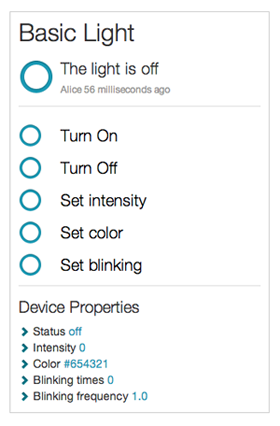 Basic Light
The light is off
Alice 56 milliseconds ago
Turn On
Turn Off
Set intensity
Set color
Set blinking
Device Properties
Status off
Intensity 0
Color #654321
Blinking times 0
Blinking frequency 1.0